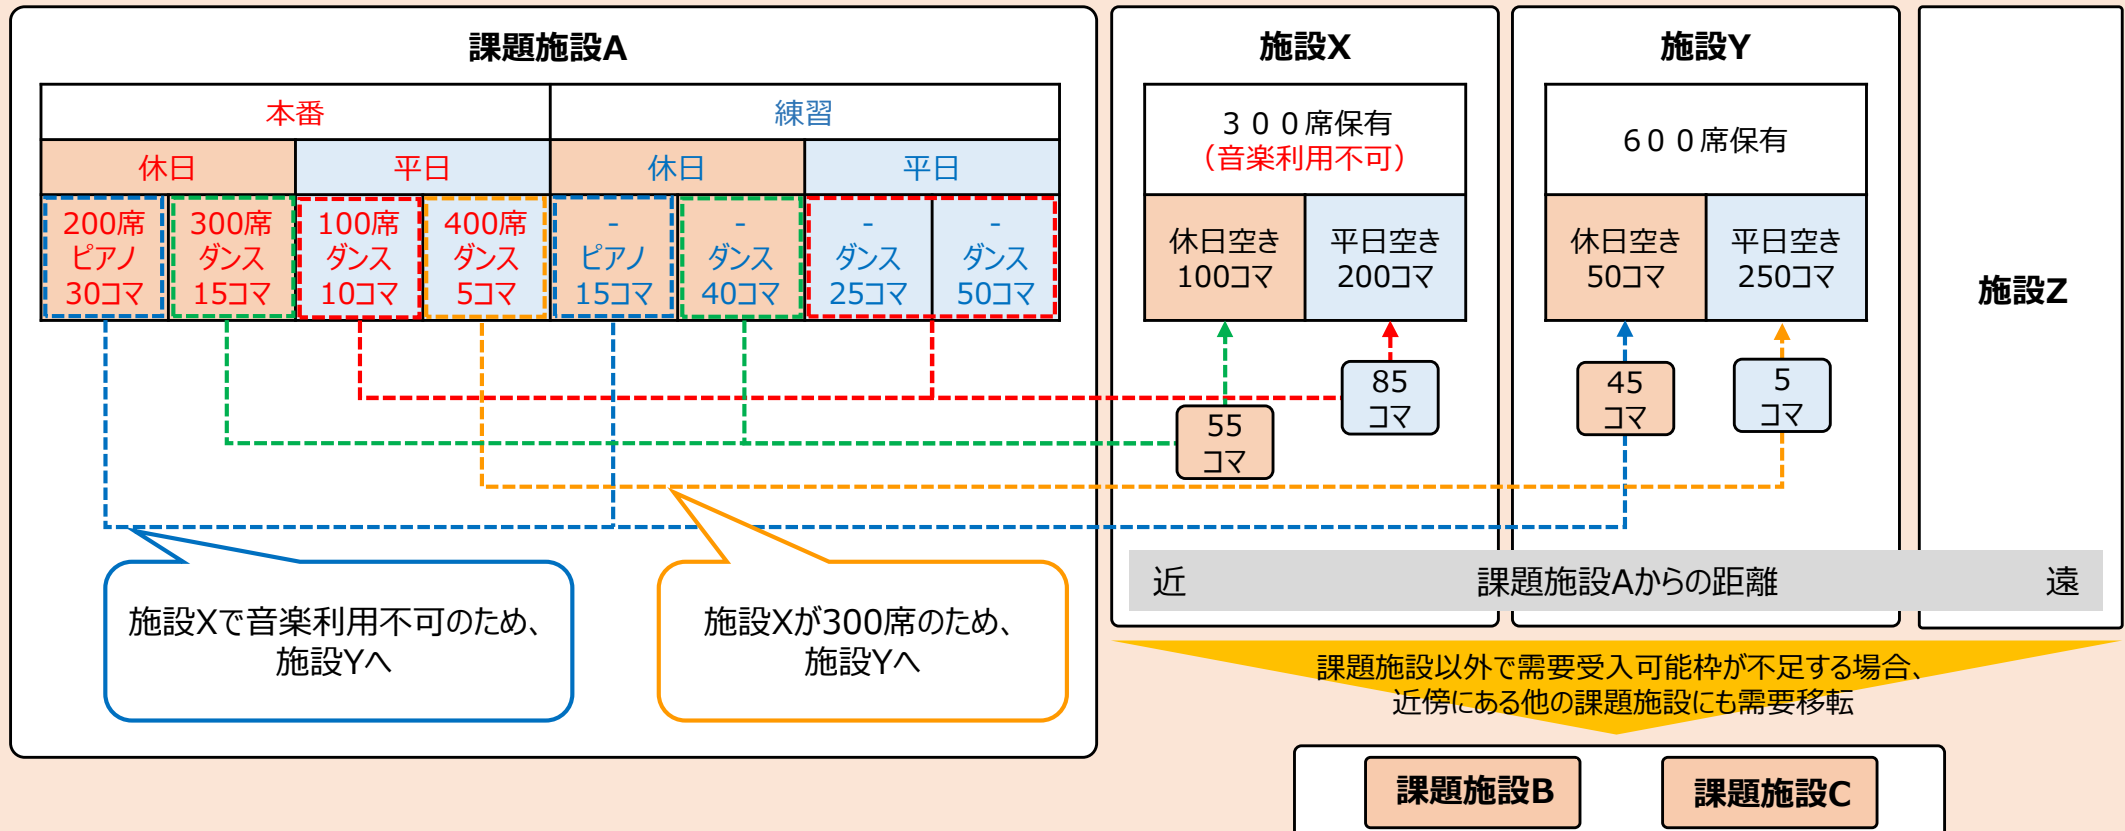 課題施設A
本番
練習
休日
平日
休日
平日
200席
ピアノ
30コマ
300席
ダンス
15コマ
100席
ダンス
10コマ
400席
ダンス
5コマ
-
ピアノ
15コマ
-
ダンス
40コマ
-
ダンス
25コマ
-
ダンス
50コマ
施設Xで音楽利用不可のため、
施設Yへ
施設Xが300席のため、
施設Yへ
施設X
３００席保有
（音楽利用不可）
休日空き
100コマ
平日空き
200コマ
55
コマ
85
コマ
施設Y
600席保有
休日空き
50コマ
平日空き
250コマ
45
コマ
5
コマ
施設Z
近
課題施設Aからの距離
遠
課題施設以外で需要受入可能枠が不足する場合、
近傍にある他の課題施設にも需要移転
課題施設B
課題施設C